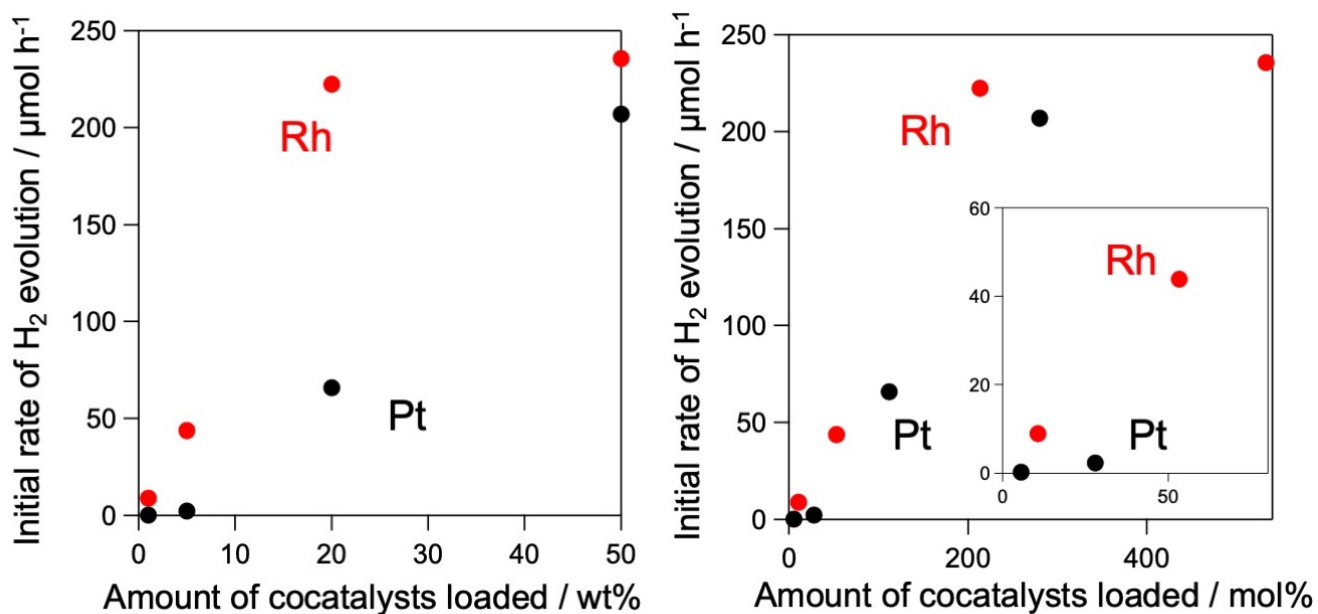 Initial rate of H₂ evolution / µmol h⁻¹
250
200
150
100
50
0
Rh
Pt
0 10 20 30 40 50
Amount of cocatalysts loaded / wt%
Initial rate of H₂ evolution / µmol h⁻¹
250
200
150
100
50
0
Rh
Pt
60
40
20
0
Rh
Pt
0 50
0 200 400
Amount of cocatalysts loaded / mol%